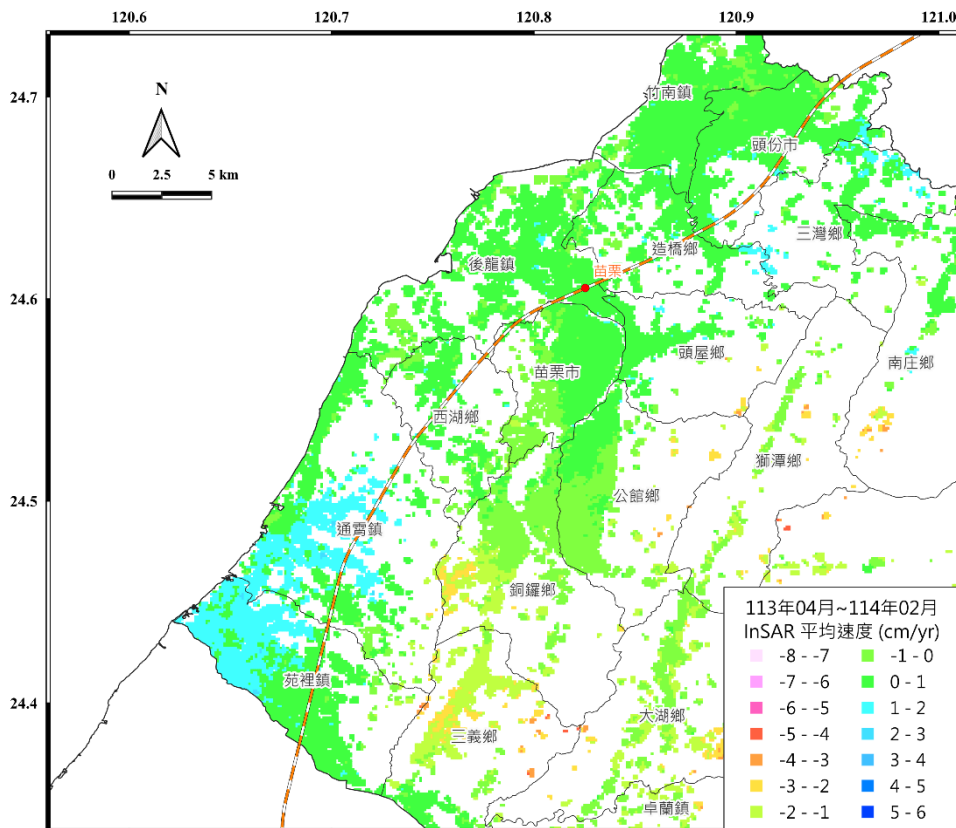 120.6 120.7 120.8 120.9 121.0
24.7
24.6
24.5
24.4
N
0 2.5 5 km
竹南鎮
頭份市
三灣鄉
造橋鄉
後龍鎮
苗栗
頭屋鄉
南庄鄉
苗栗市
西湖鄉
獅潭鄉
公館鄉
通霄鎮
銅鑼鄉
苑裡鎮
大湖鄉
三義鄉
卓蘭鎮
113年04月~114年02月
InSAR 平均速度 (cm/yr)
-8 - -7 -1 - 0
-7 - -6 0 - 1
-6 - -5 1 - 2
-5 - -4 2 - 3
-4 - -3 3 - 4
-3 - -2 4 - 5
-2 - -1 5 - 6